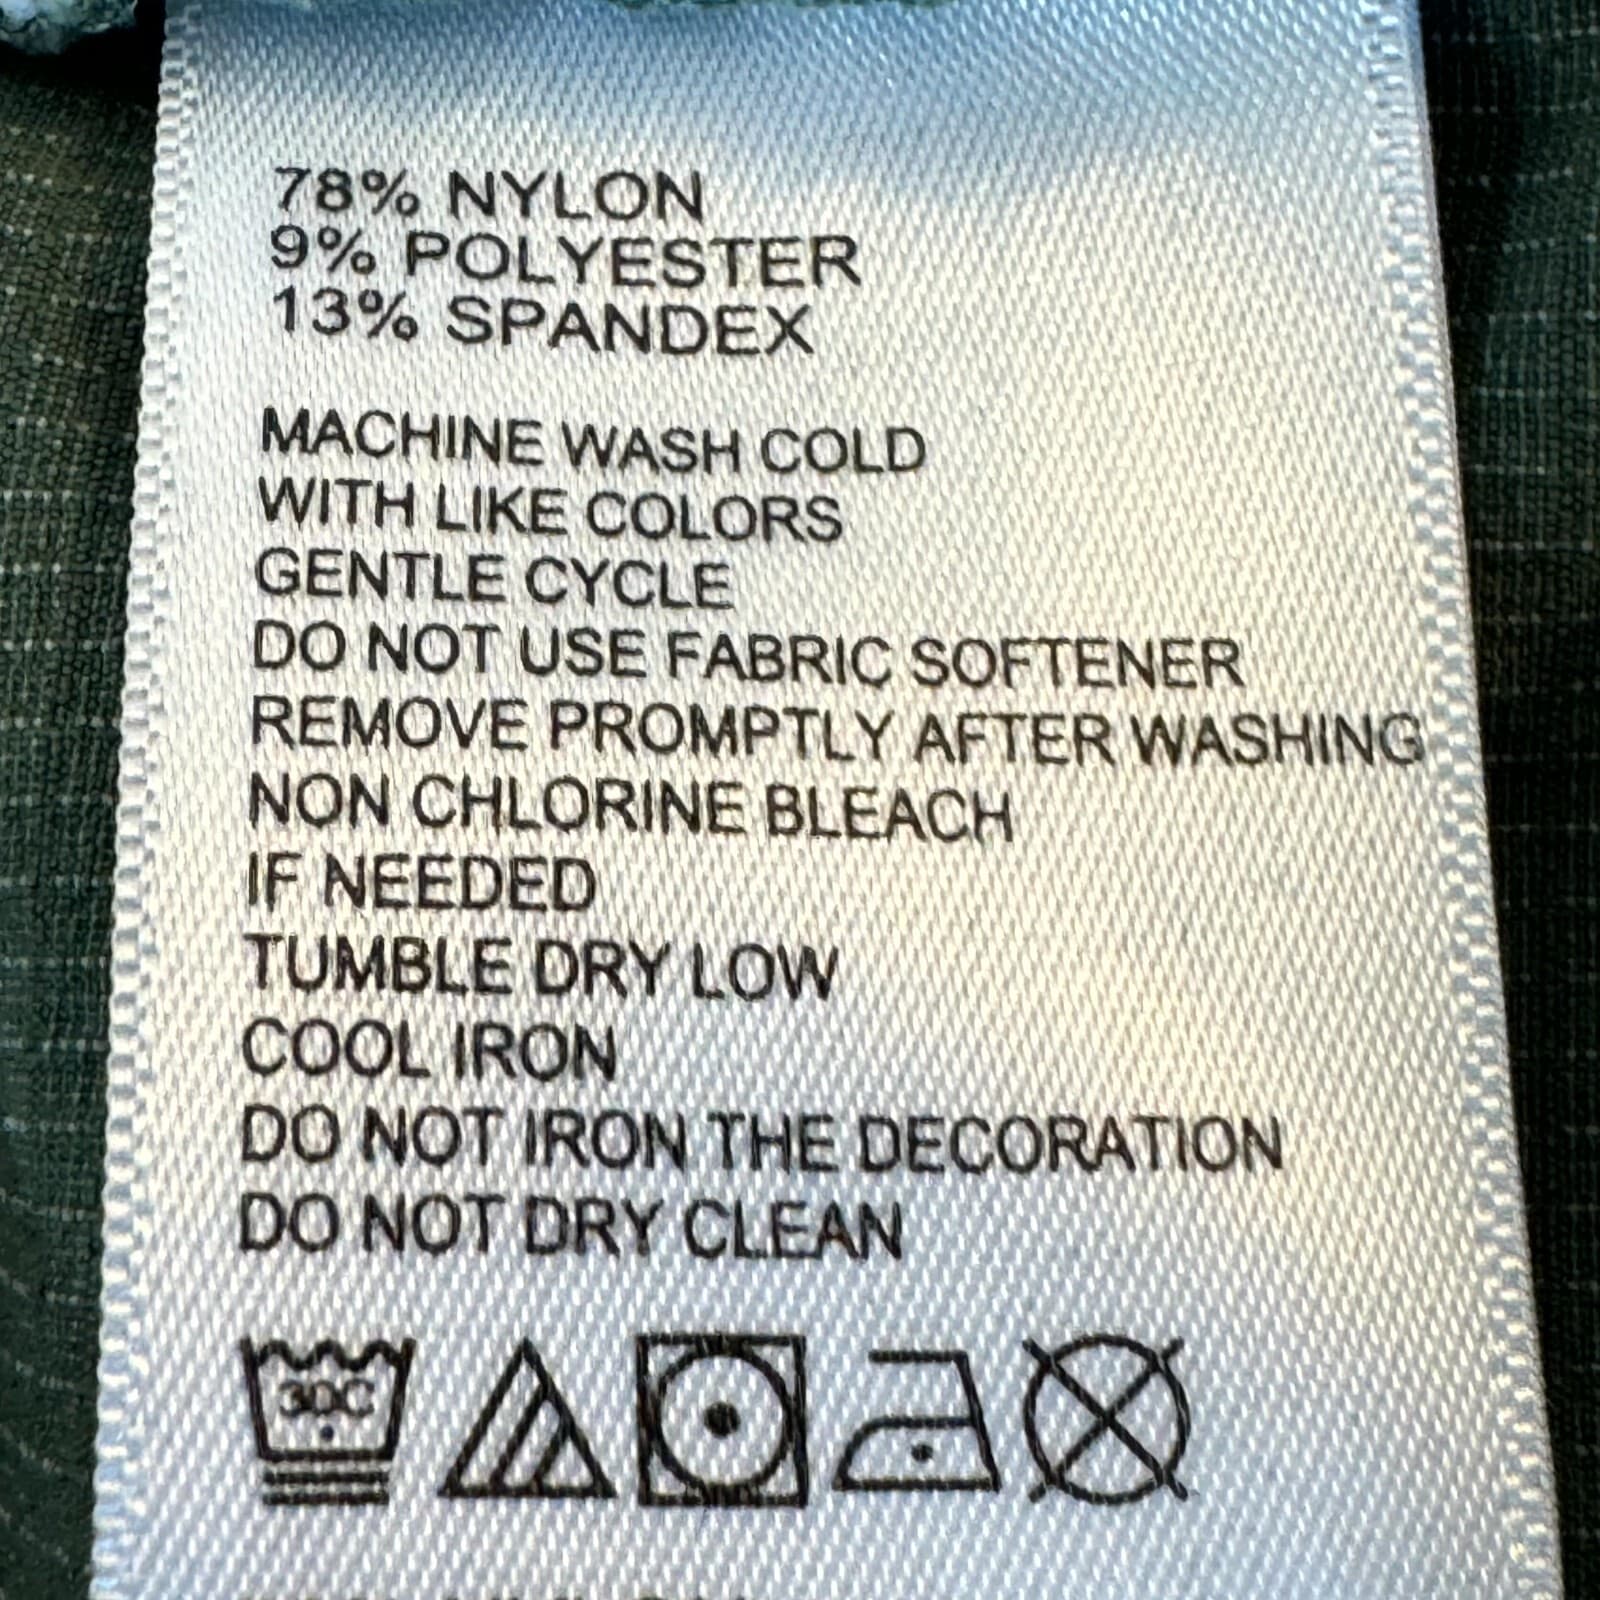 78% NYLON
9% POLYESTER
13% SPANDEX
MACHINE WASH COLD
WITH LIKE COLORS
GENTLE CYCLE
DO NOT USE FABRIC SOFTENER
REMOVE PROMPTLY AFTER WASHING
NON CHLORINE BLEACH
IF NEEDED
TUMBLE DRY LOW
COOL IRON
DO NOT IRON THE DECORATION
DO NOT DRY CLEAN
30C